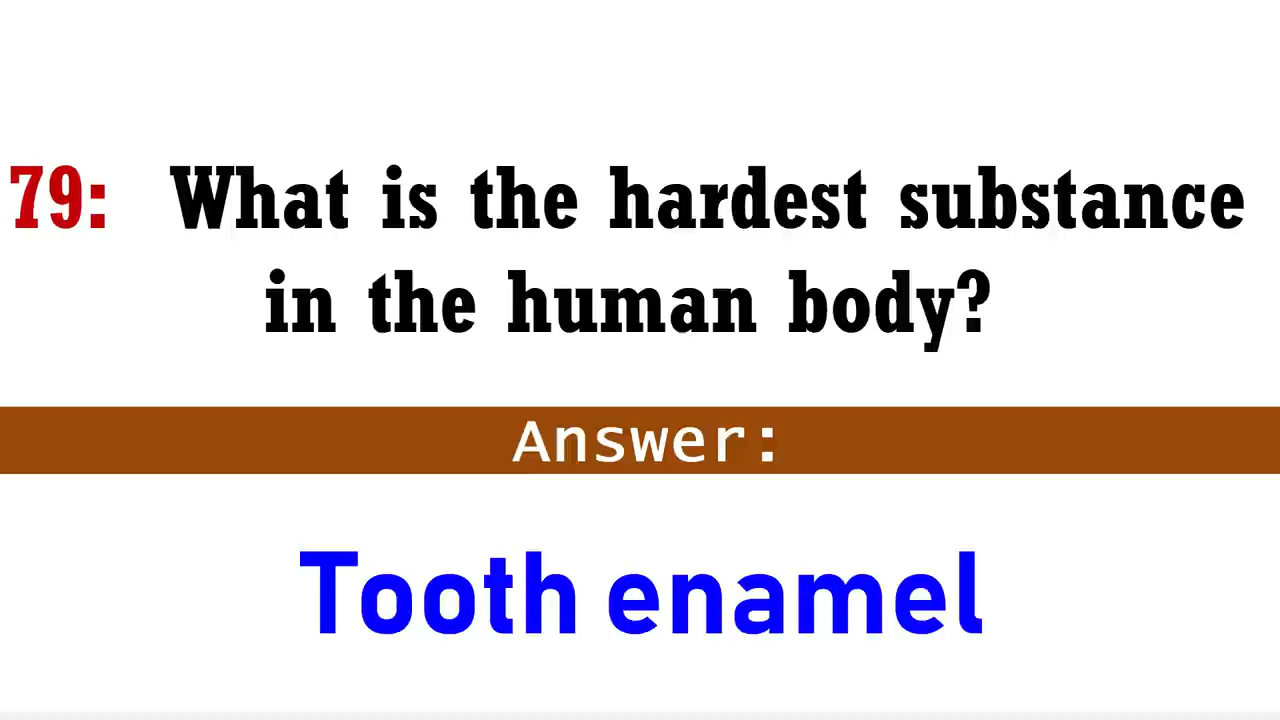 79: What is the hardest substance
in the human body?
Answer:
Tooth enamel